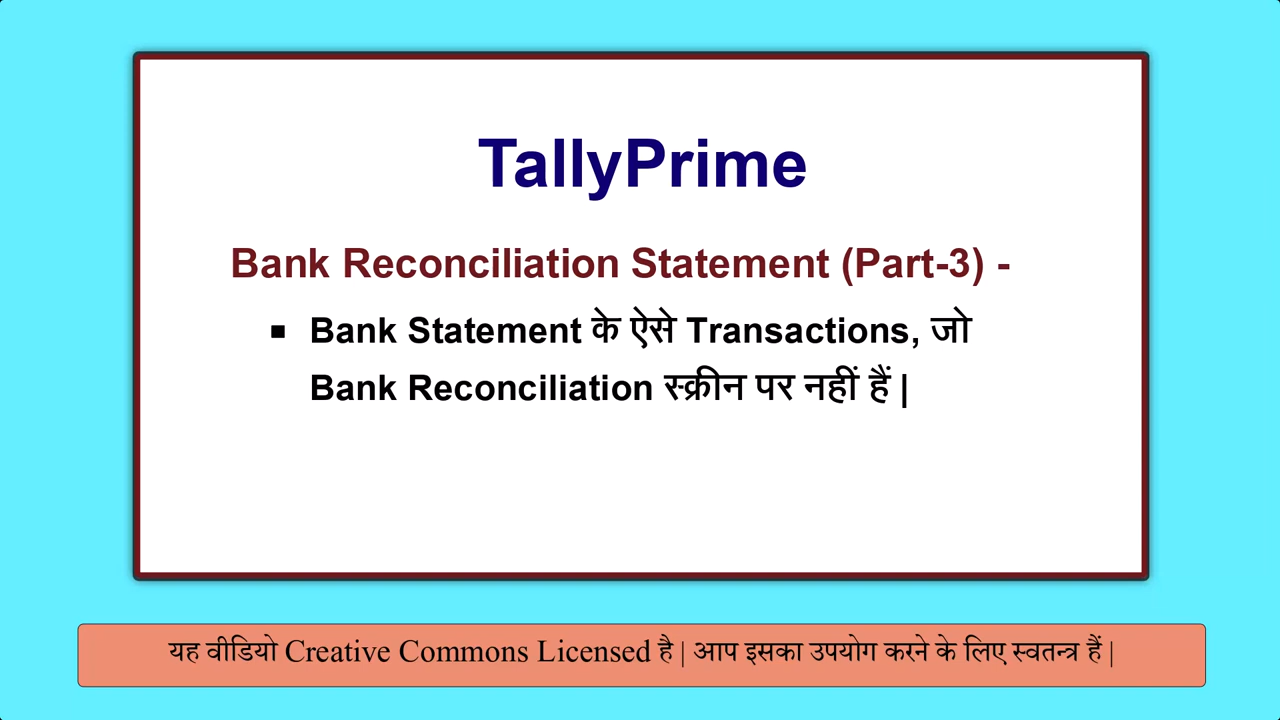 TallyPrime
Bank Reconciliation Statement (Part-3) -
▪ Bank Statement के ऐसे Transactions, जो
Bank Reconciliation स्क्रीन पर नहीं हैं |
यह वीडियो Creative Commons Licensed है | आप इसका उपयोग करने के लिए स्वतन्त्र हैं |